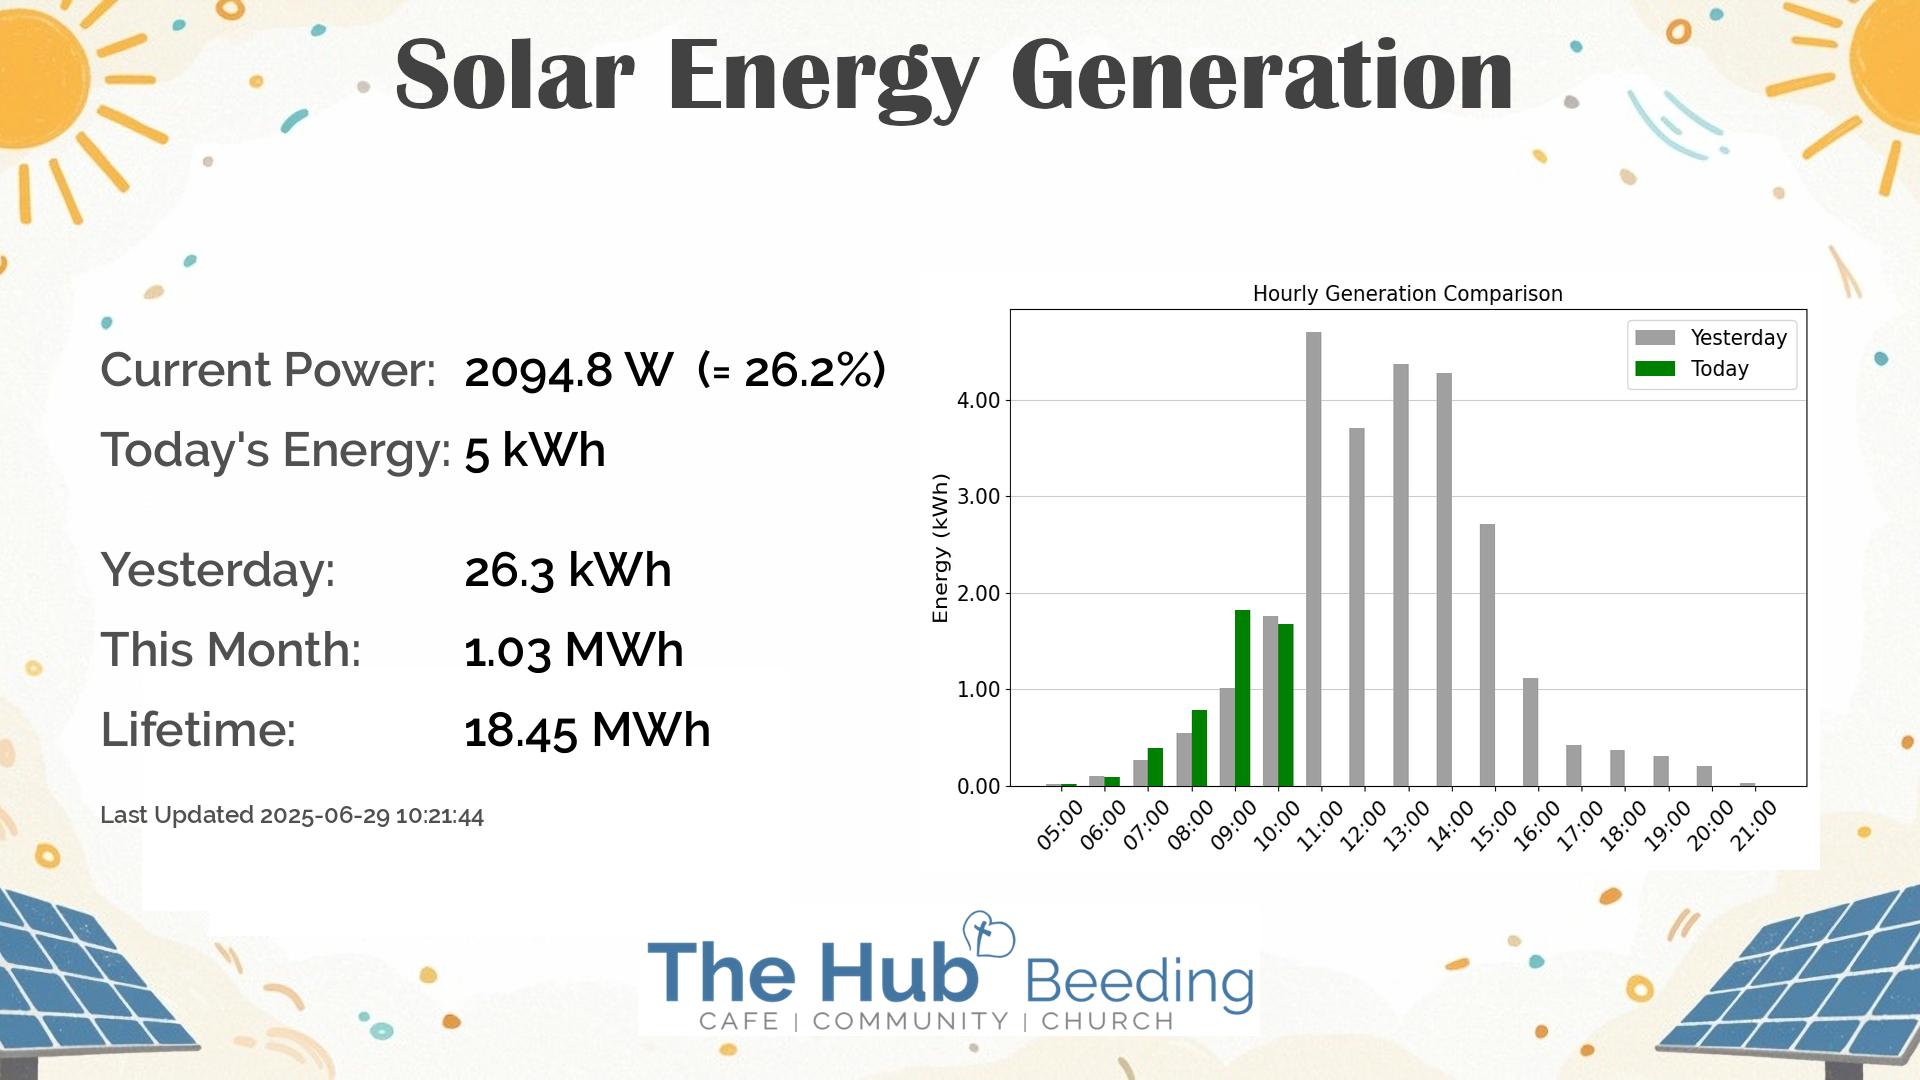 Solar Energy Generation
Current Power: 2094.8 W (= 26.2%)
Today's Energy: 5 kWh
Yesterday: 26.3 kWh
This Month: 1.03 MWh
Lifetime: 18.45 MWh
Last Updated 2025-06-29 10:21:44
Hourly Generation Comparison
Yesterday
Today
Energy (kWh)
4.00
3.00
2.00
1.00
0.00
05:00 06:00 07:00 08:00 09:00 10:00 11:00 12:00 13:00 14:00 15:00 16:00 17:00 18:00 19:00 20:00 21:00
The Hub Beeding
CAFE | COMMUNITY | CHURCH